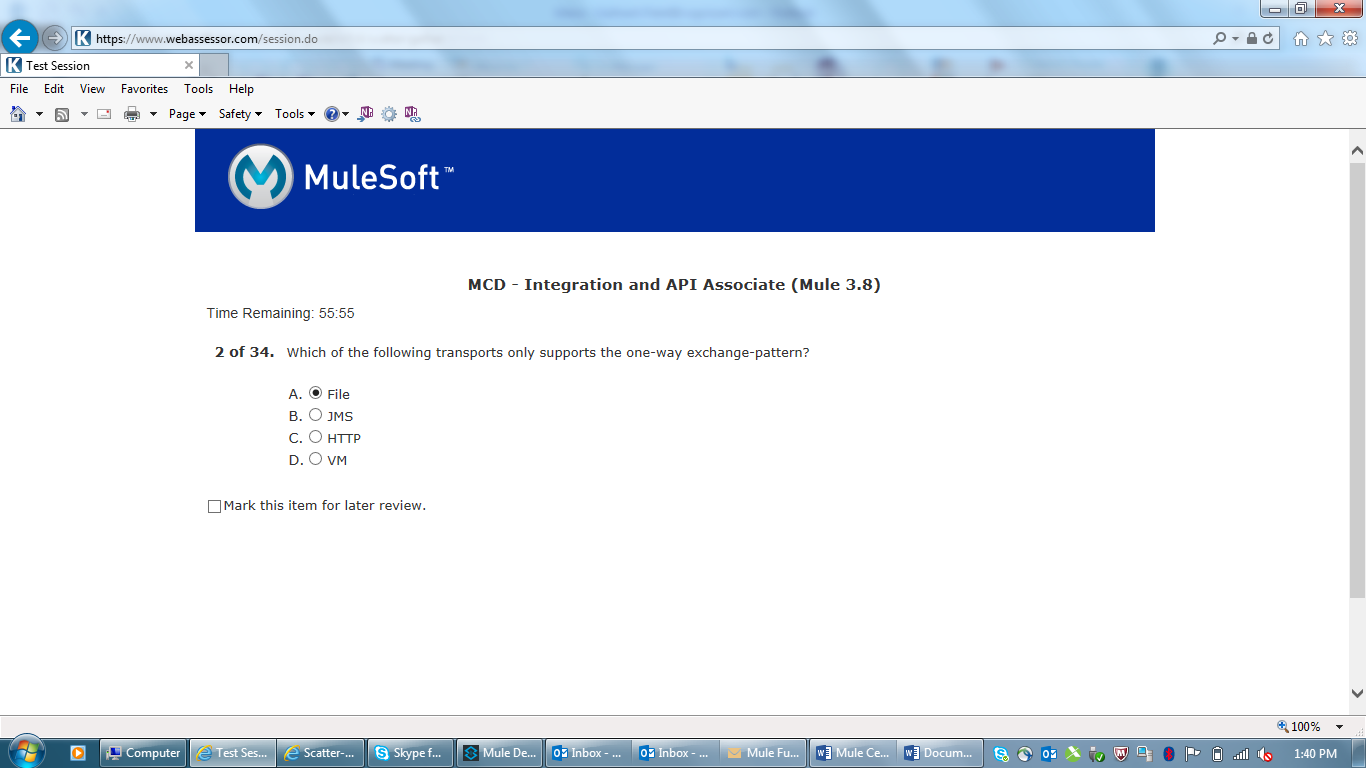 https://www.webassessor.com/session.do
Test Session
File Edit View Favorites Tools Help
Page Safety Tools
MuleSoft™
MCD - Integration and API Associate (Mule 3.8)
Time Remaining: 55:55
2 of 34. Which of the following transports only supports the one-way exchange-pattern?
A. File
B. JMS
C. HTTP
D. VM
Mark this item for later review.
100%
Computer Test Ses... Scatter-... Skype f... Mule De... Inbox - ... Inbox - ... Mule Fu... Mule Ce... Docum... 1:40 PM